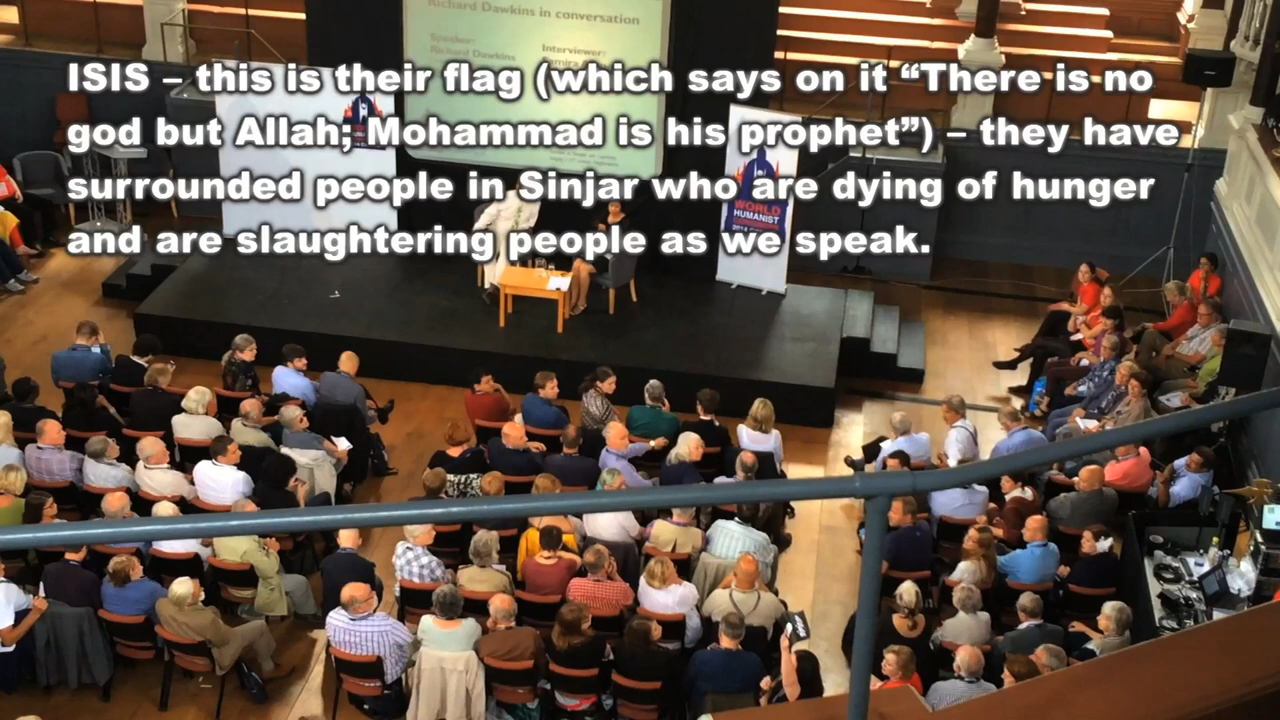 Richard Dawkins in conversation
Speaker:
Richard Dawkins
Interviewer:
ISIS – this is their flag (which says on it “There is no
god but Allah; Mohammad is his prophet”) – they have
surrounded people in Sinjar who are dying of hunger
and are slaughtering people as we speak.
WORLD
HUMANIST
2014